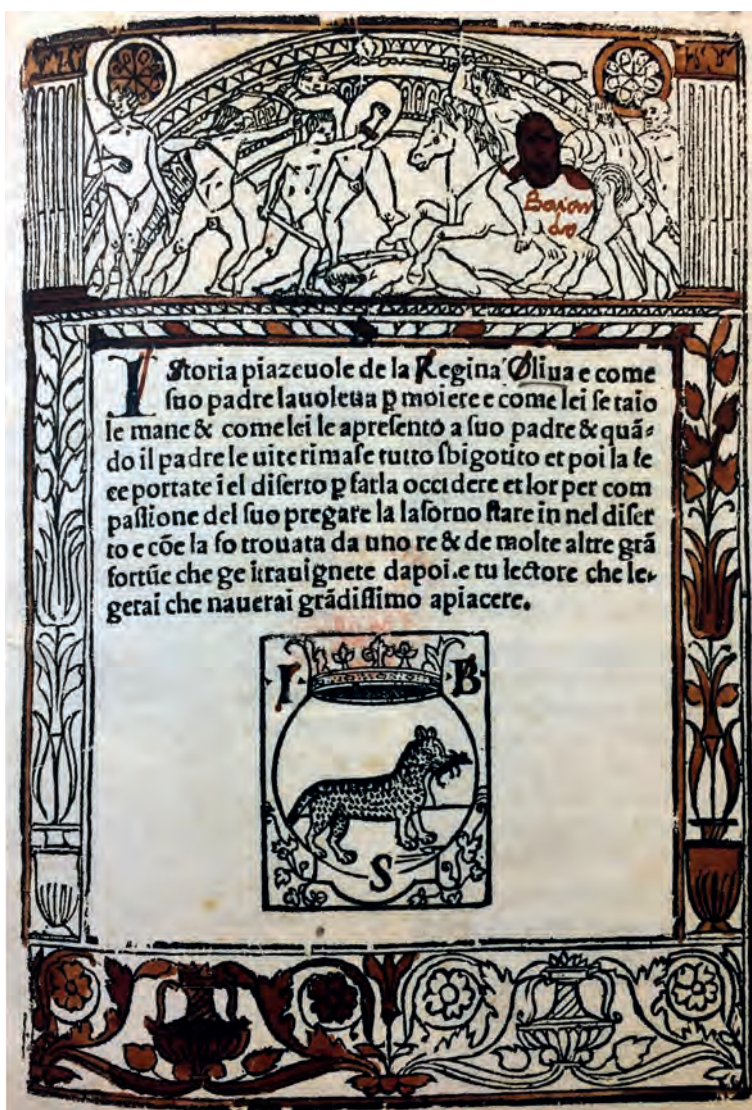 Baion
do
IStoria piazeuole de la Regina Oliua e come
suo padre lauoleua p moiere e come lei se taio
le mane & come lei le apresento a suo padre & quã-
do il padre le uite rimase tutto sbigotito et poi la fe
ce portate i el diserto p farla occidere et lor per com
passione del suo pregare la lasorno stare in nel diser
to e cõe la fo trouata da uno re & de molte altre grã
fortũe che ge itrauignete dapoi.e tu lectore che le-
gerai che nauerai grãdissimo apiacere.
I B
S